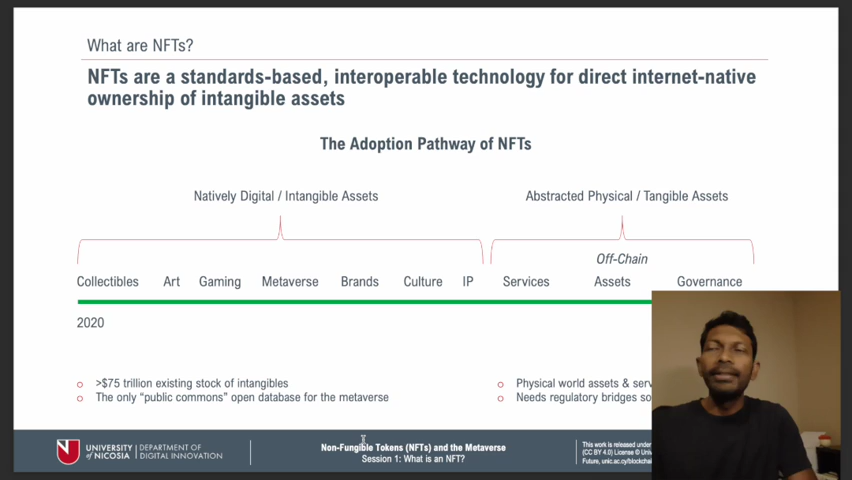 What are NFTs?
NFTs are a standards-based, interoperable technology for direct internet-native
ownership of intangible assets
The Adoption Pathway of NFTs
Natively Digital / Intangible Assets
Abstracted Physical / Tangible Assets
Off-Chain
Collectibles Art Gaming Metaverse Brands Culture IP Services Assets Governance
2020
>$75 trillion existing stock of intangibles
The only “public commons” open database for the metaverse
Physical world assets &
Needs regulatory bridges
UNIVERSITY
of NICOSIA
DEPARTMENT OF
DIGITAL INNOVATION
Non-Fungible Tokens (NFTs) and the Metaverse
Session 1: What is an NFT?
This work is released under
(CC BY 4.0) License ©
Future, unic.ac.cy/blockchai